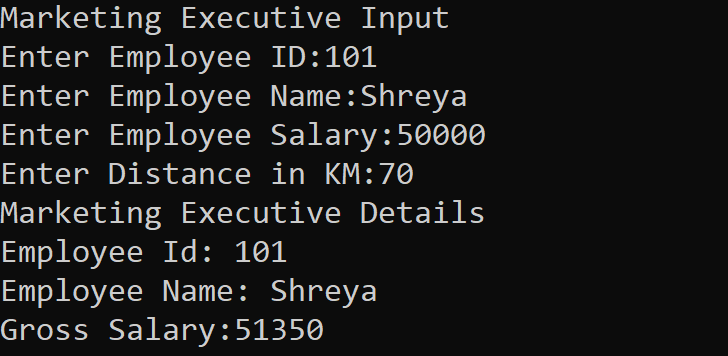 Marketing Executive Input
Enter Employee ID:101
Enter Employee Name:Shreya
Enter Employee Salary:50000
Enter Distance in KM:70
Marketing Executive Details
Employee Id: 101
Employee Name: Shreya
Gross Salary:51350